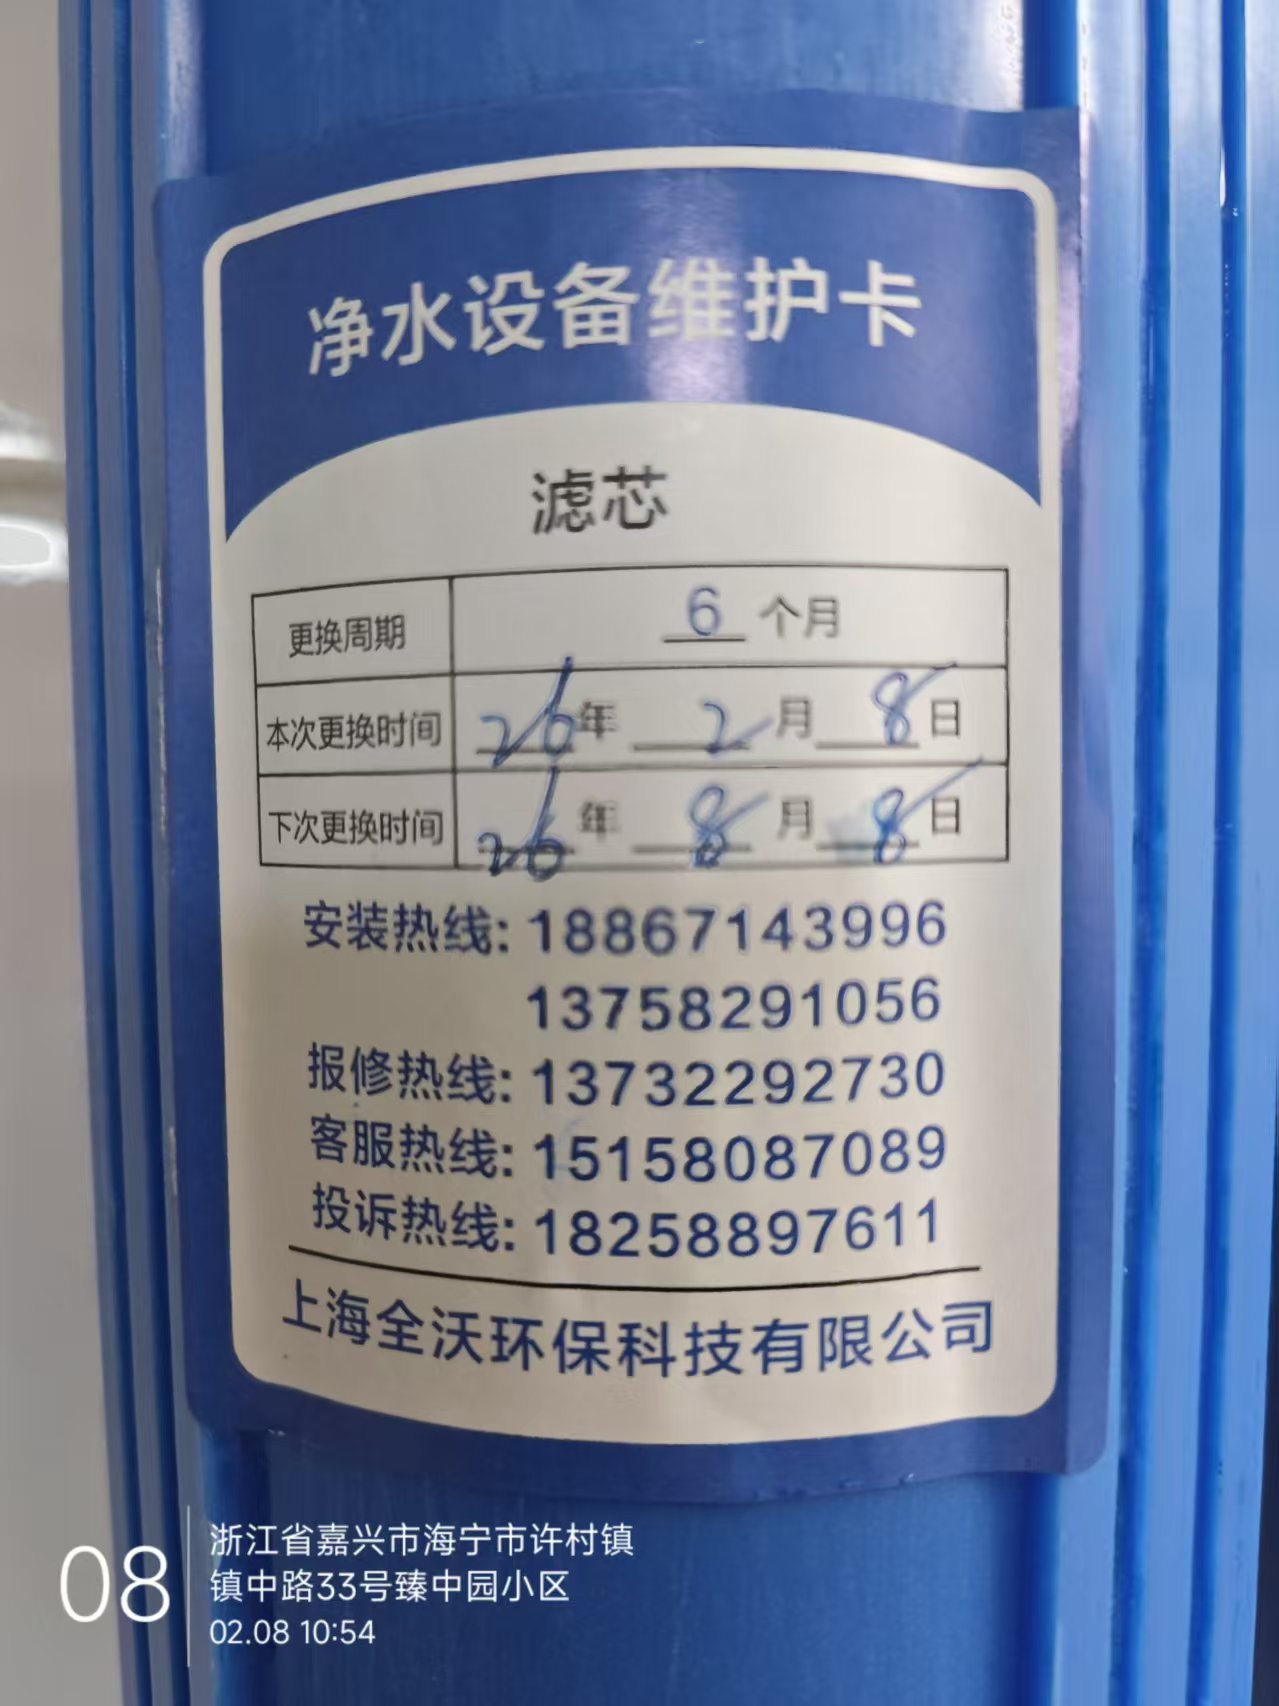 净水设备维护卡
滤芯
更换周期 6 个月
本次更换时间 26年 2月 8日
下次更换时间 26年 8月 8日
安装热线: 18867143996
13758291056
报修热线: 13732292730
客服热线: 15158087089
投诉热线: 18258897611
上海全沃环保科技有限公司
08
浙江省嘉兴市海宁市许村镇
镇中路33号臻中园小区
02.08 10:54